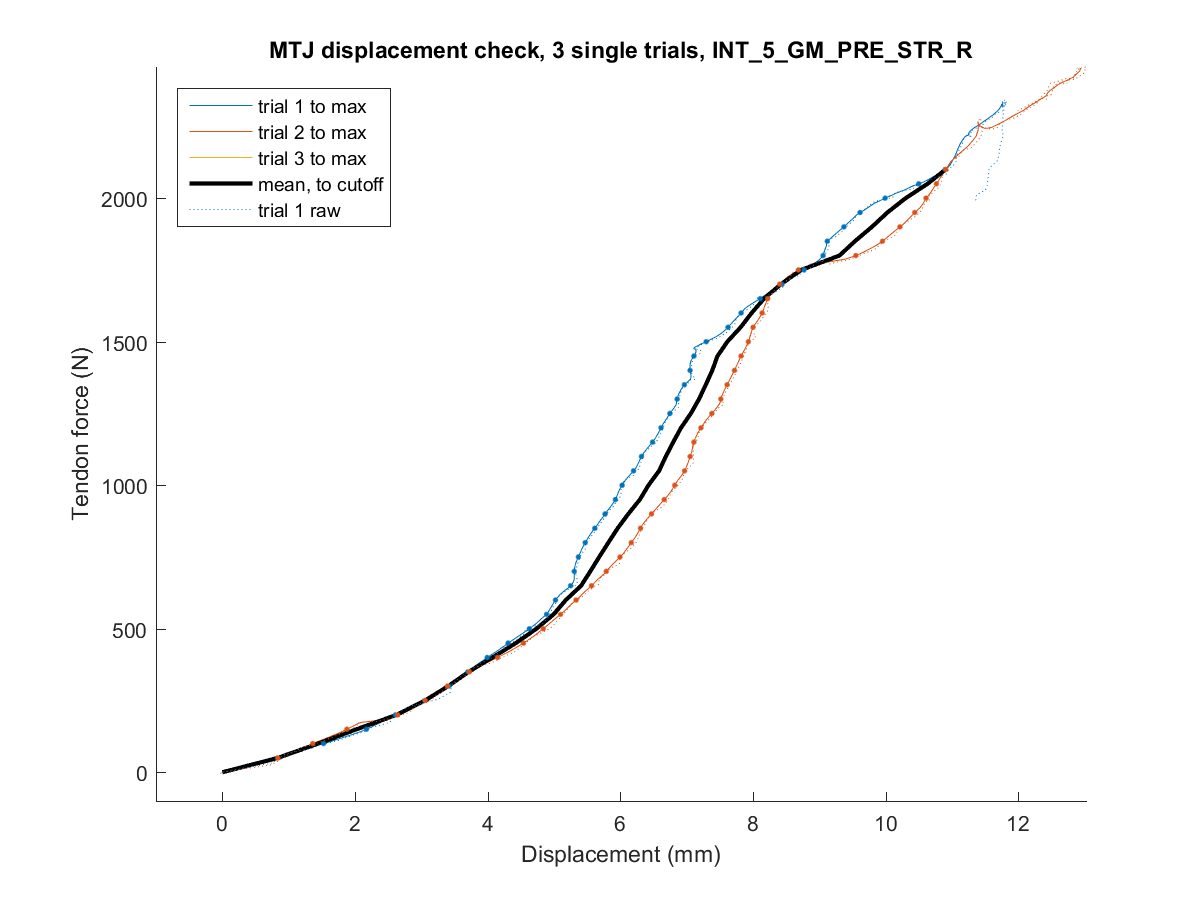 MTJ displacement check, 3 single trials, INT_5_GM_PRE_STR_R
trial 1 to max
trial 2 to max
trial 3 to max
mean, to cutoff
trial 1 raw
2000
1500
1000
500
0
Tendon force (N)
0 2 4 6 8 10 12
Displacement (mm)